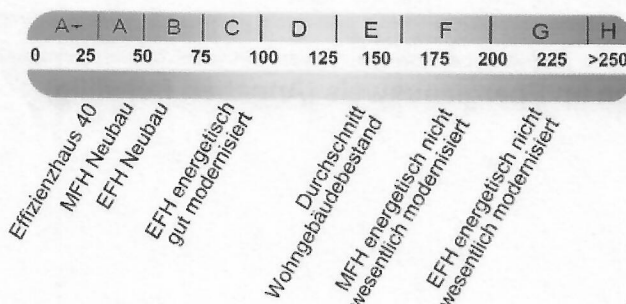 A+ A B C D E F G H
0 25 50 75 100 125 150 175 200 225 >250
Effizienzhaus 40
MFH Neubau
EFH Neubau
EFH energetisch
gut modernisiert
Durchschnitt
Wohngebäudebestand
MFH energetisch nicht
wesentlich modernisiert
EFH energetisch nicht
wesentlich modernisiert